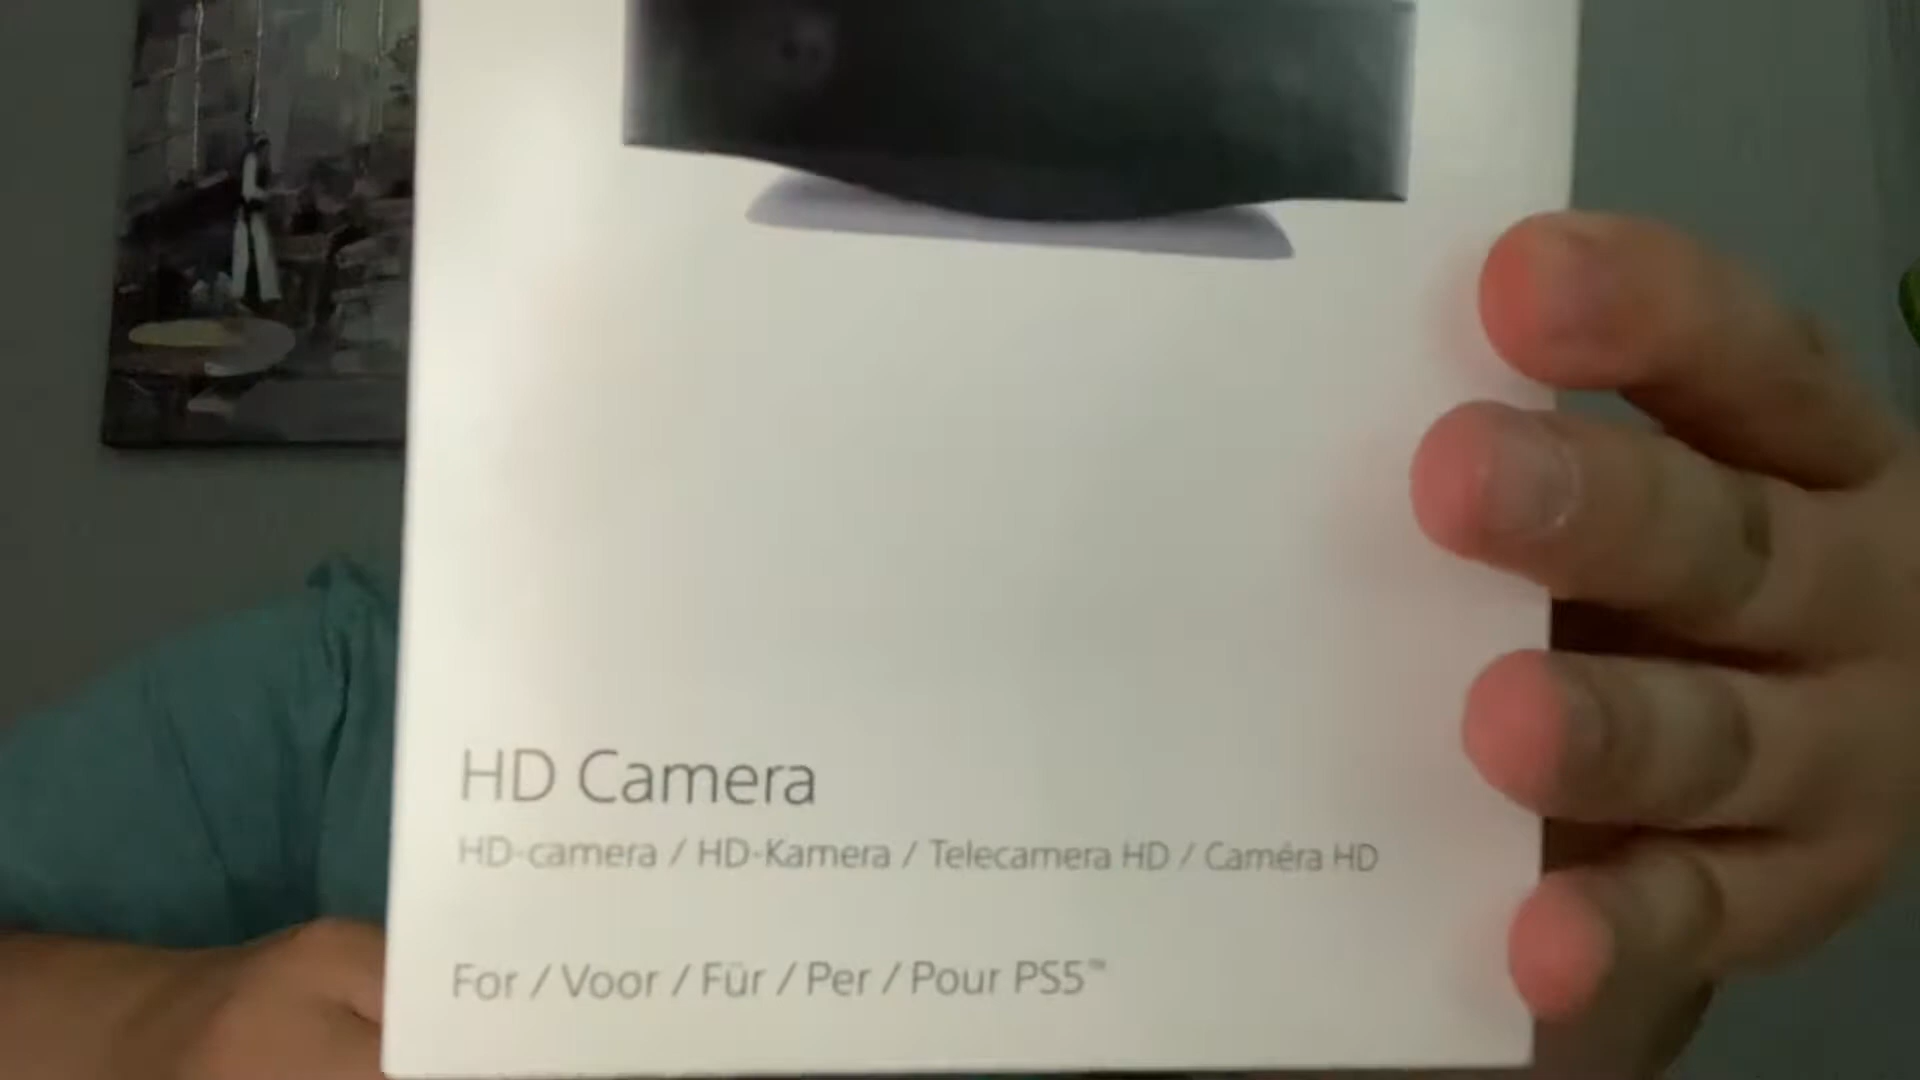 HD Camera
HD-camera / HD-Kamera / Telecamera HD / Caméra HD
For / Voor / Für / Per / Pour PS5™